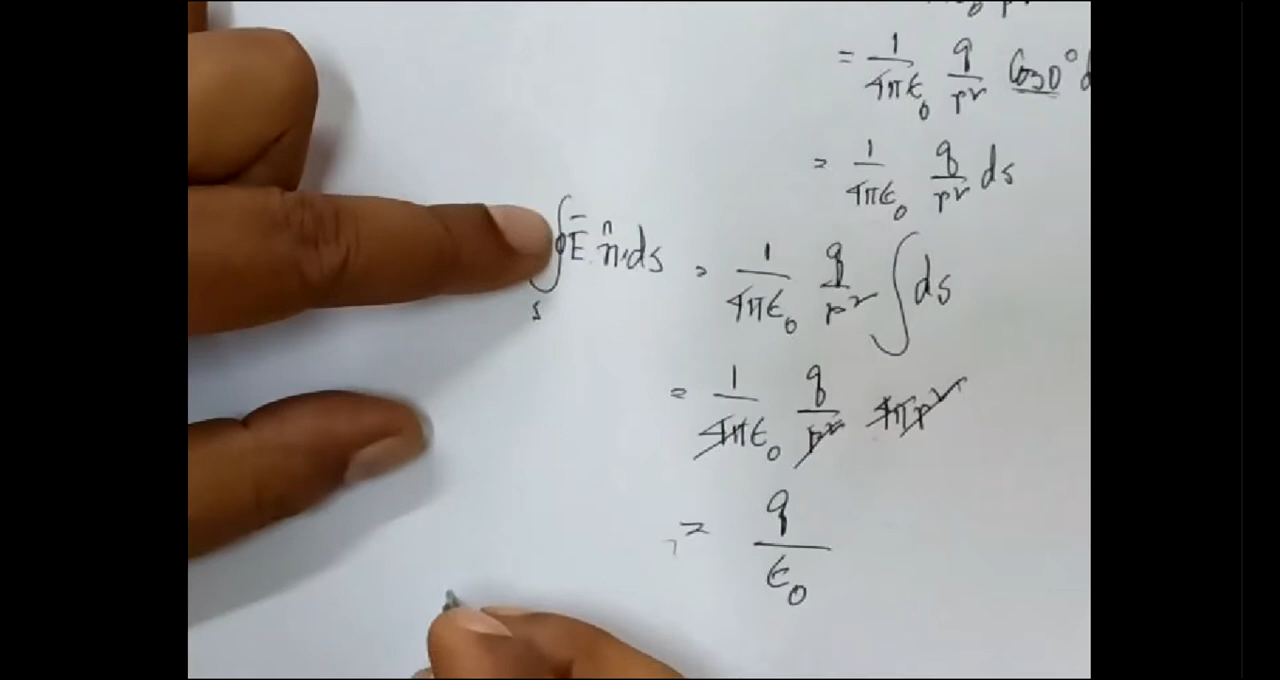 = 1/4πε₀ q/r² Cos0° d
= 1/4πε₀ q/r² ds
∮s E̅. n̂.ds = 1/4πε₀ q/r² ∫ds
= 1/4πε₀ q/r² 4πr²
= q/ε₀